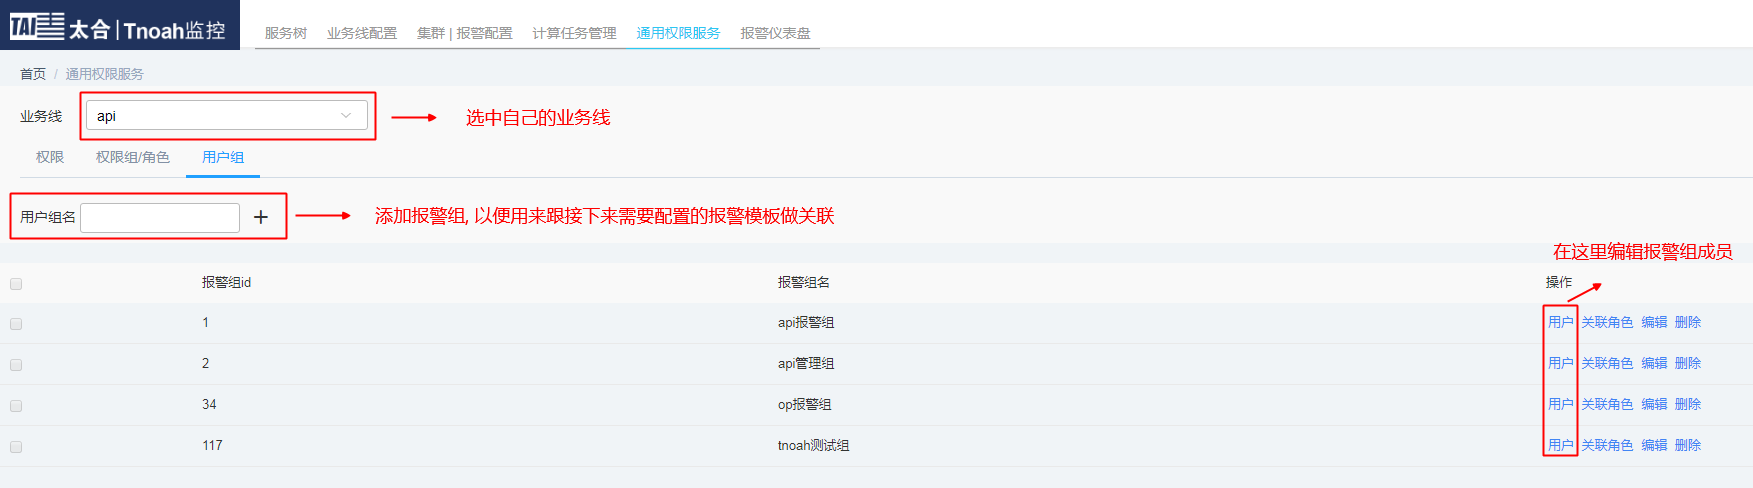 TAI 太合 | Tnoah监控
服务树 业务线配置 集群 | 报警配置 计算任务管理 通用权限服务 报警仪表盘
首页 / 通用权限服务
业务线 api 选中自己的业务线
权限 权限组/角色 用户组
用户组名 + 添加报警组, 以便用来跟接下来需要配置的报警模板做关联
在这里编辑报警组成员
报警组id 报警组名 操作
1 api报警组 用户 关联角色 编辑 删除
2 api管理组 用户 关联角色 编辑 删除
34 op报警组 用户 关联角色 编辑 删除
117 tnoah测试组 用户 关联角色 编辑 删除